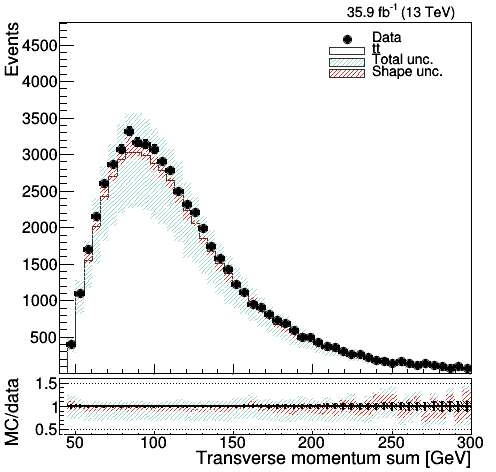 35.9 fb⁻¹ (13 TeV)
Events
Data
tt̄
Total unc.
Shape unc.
4500
4000
3500
3000
2500
2000
1500
1000
500
MC/data
1.5
1
0.5
50 100 150 200 250 300
Transverse momentum sum [GeV]